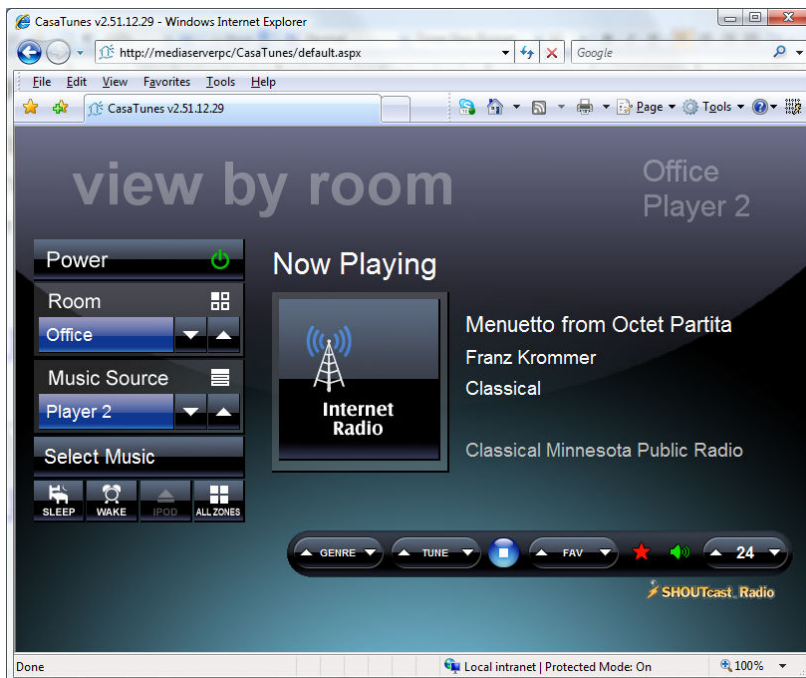 CasaTunes v2.51.12.29 - Windows Internet Explorer
http://mediaserverpc/CasaTunes/default.aspx
Google
File Edit View Favorites Tools Help
CasaTunes v2.51.12.29
Page Tools
view by room
Office
Player 2
Power
Room
Office
Music Source
Player 2
Select Music
SLEEP WAKE IPOD ALL ZONES
Now Playing
Internet
Radio
Menuetto from Octet Partita
Franz Krommer
Classical
Classical Minnesota Public Radio
GENRE TUNE FAV 24
SHOUTcast Radio
Done
Local intranet | Protected Mode: On
100%